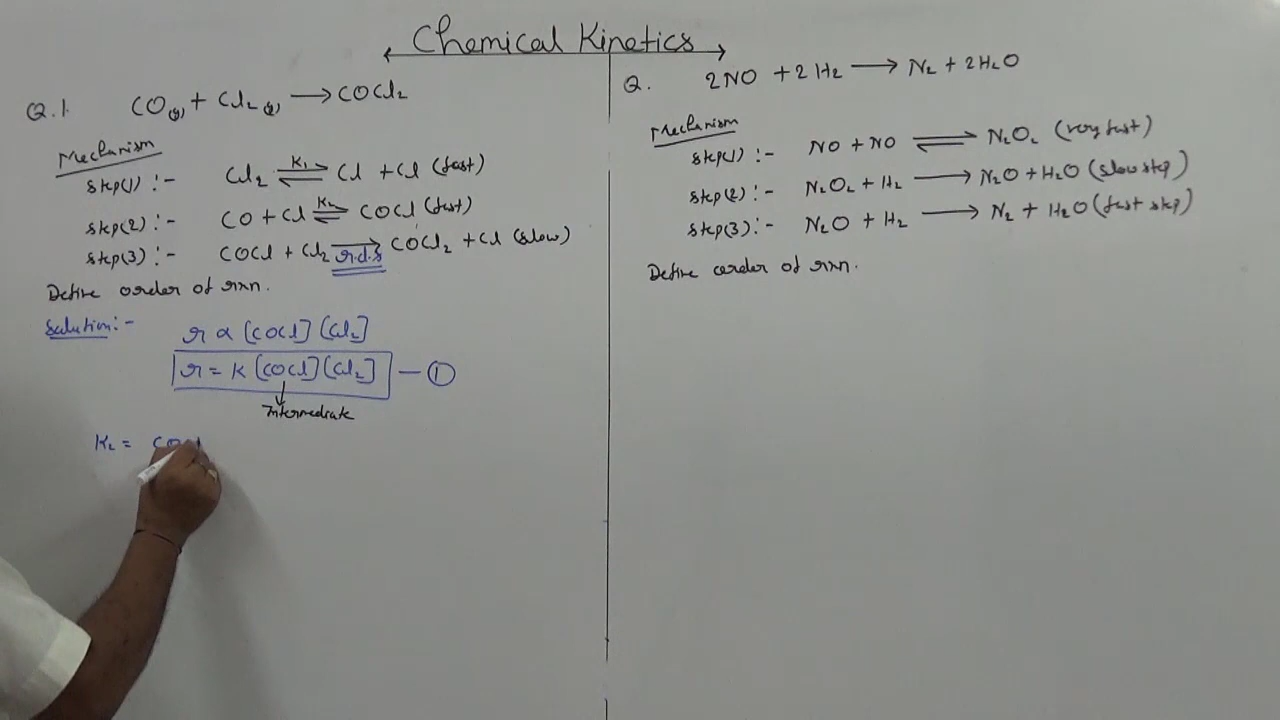 Chemical Kinetics
Q.1. CO(g) + Cl₂(g) → COCl₂
Mechanism
Step(1) :- Cl₂ ⇌ Cl + Cl (fast)
K₁
Step(2) :- CO + Cl ⇌ COCl (fast)
K₂
Step(3) :- COCl + Cl₂ → COCl₂ + Cl (slow)
r.d.s
Define order of rxn.
Solution:-
r ∝ [COCl][Cl₂]
r = K [COCl][Cl₂] — ①
Intermediate
K₂ =
Q. 2NO + 2H₂ → N₂ + 2H₂O
Mechanism
Step(1) :- NO + NO ⇌ N₂O₂ (very fast)
Step(2) :- N₂O₂ + H₂ → N₂O + H₂O (slow step)
Step(3) :- N₂O + H₂ → N₂ + H₂O (fast step)
Define order of rxn.